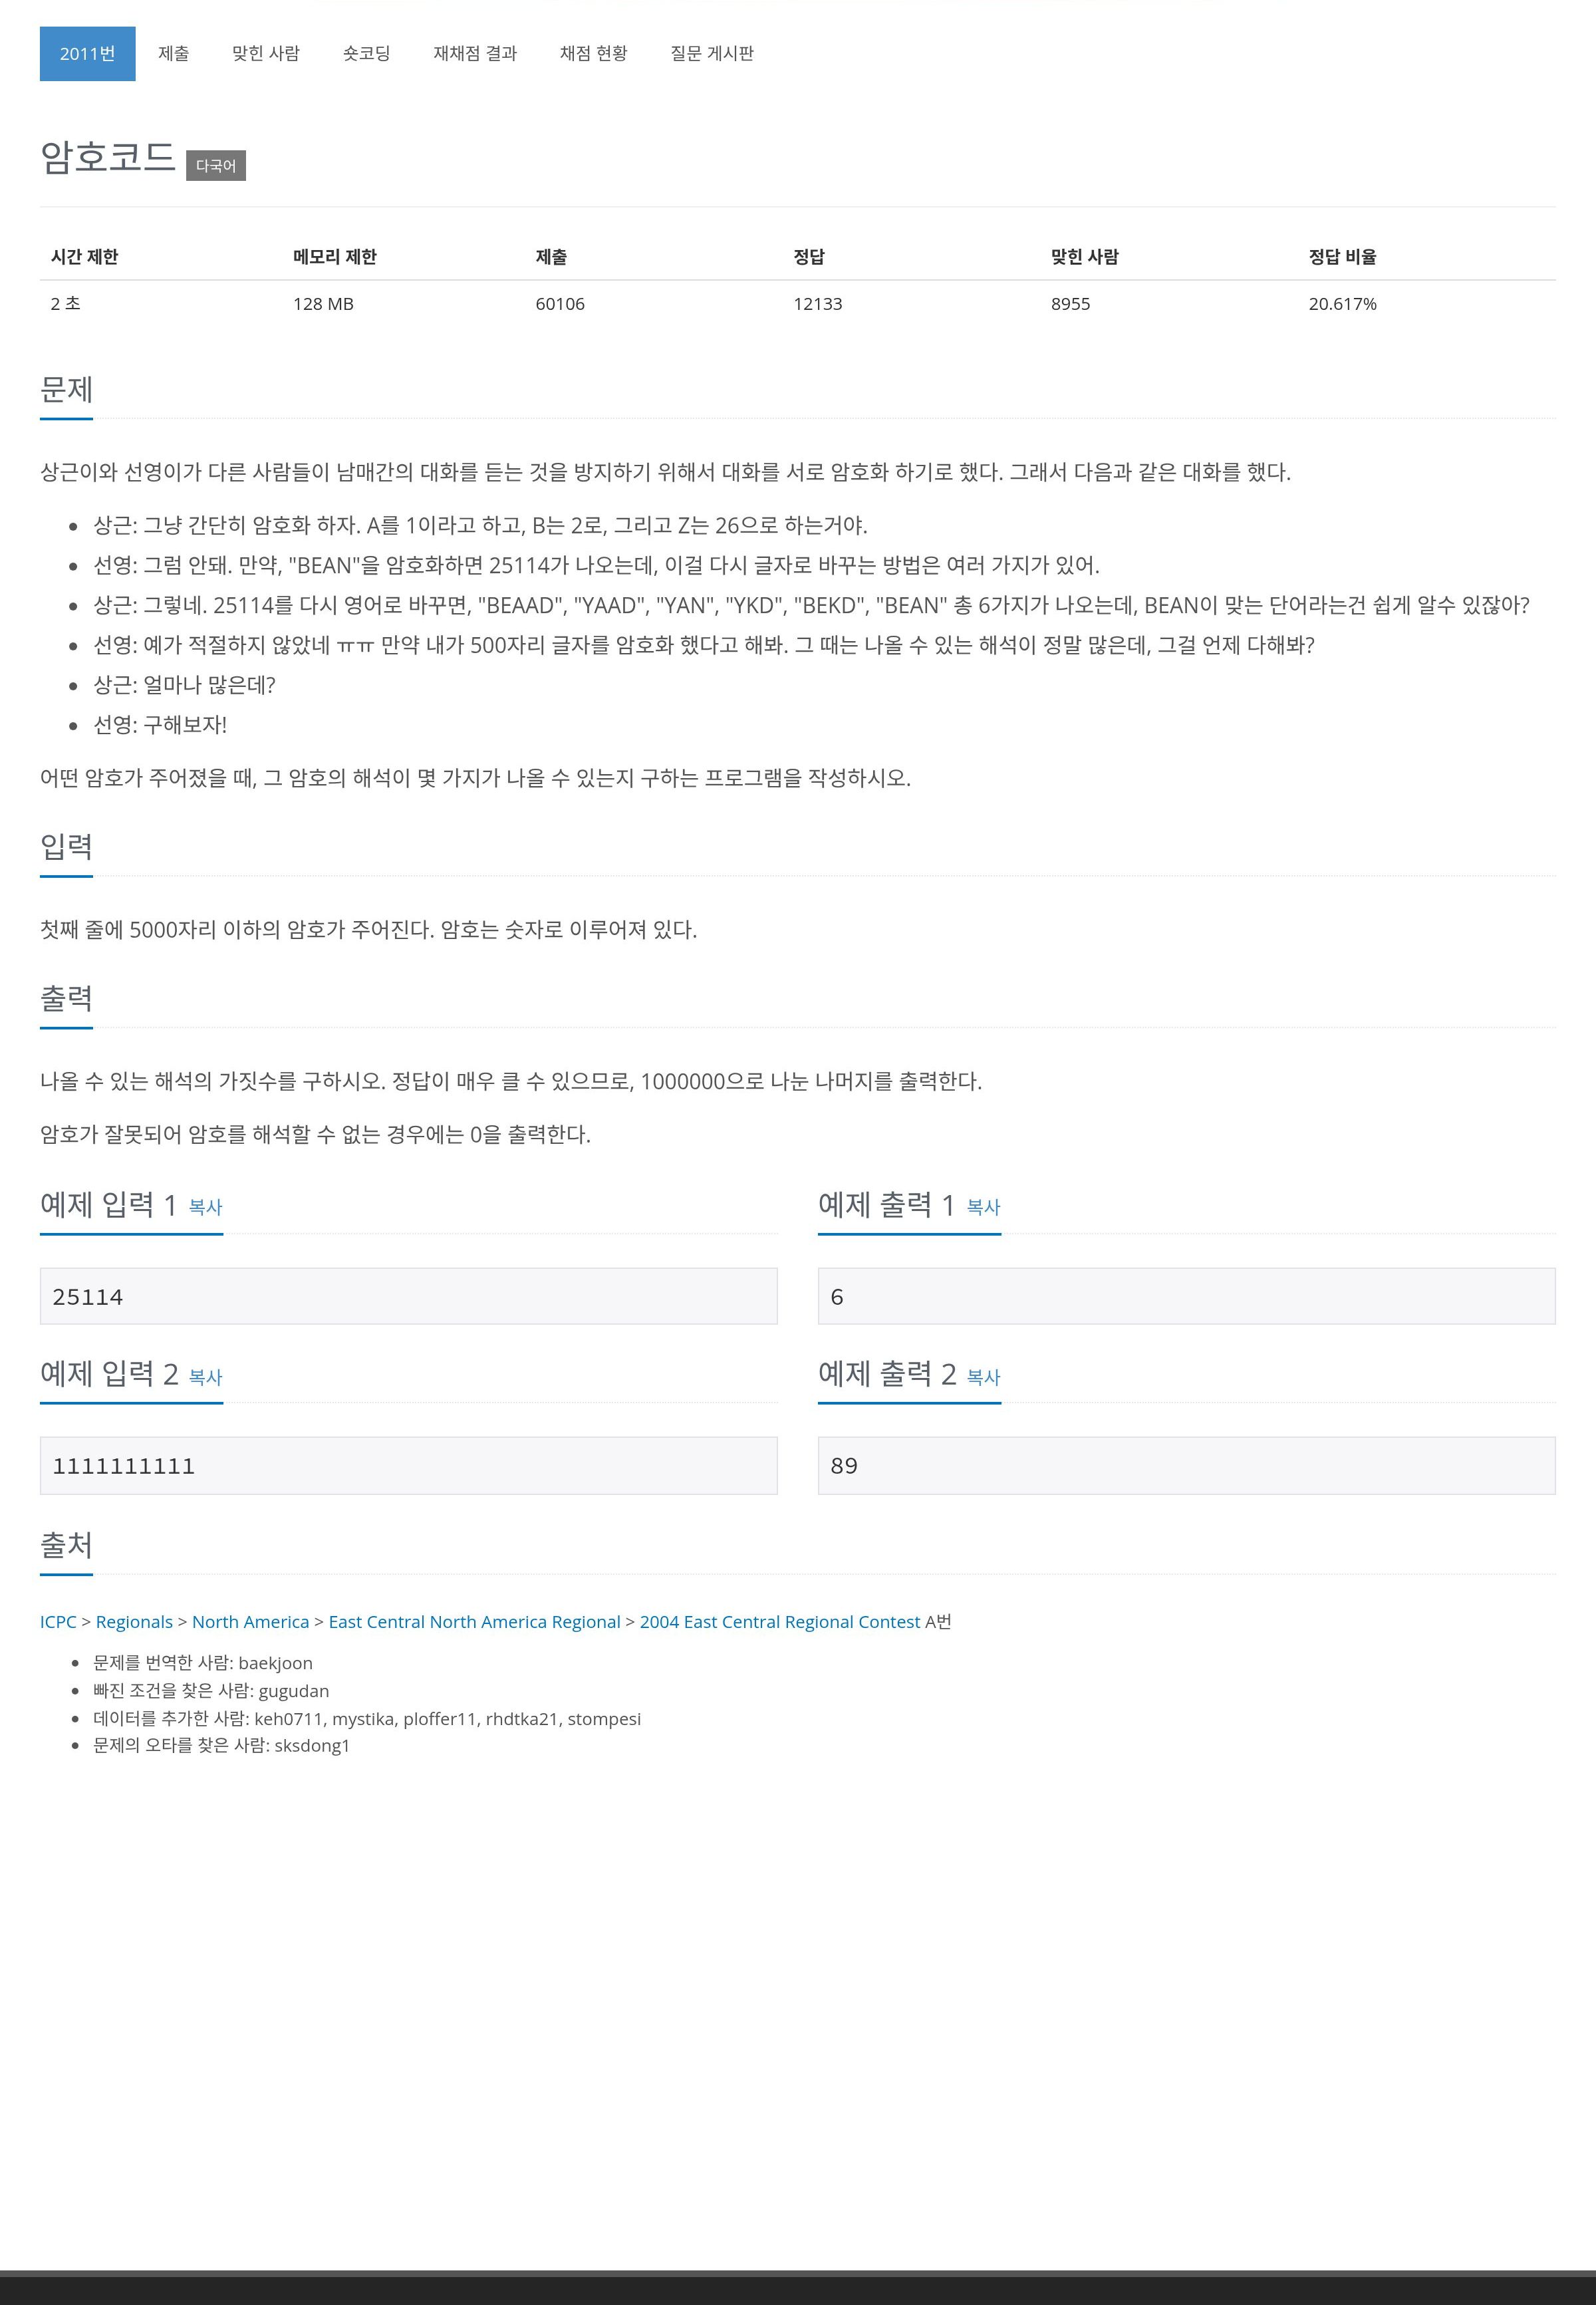 2011번 제출 맞힌 사람 숏코딩 재채점 결과 채점 현황 질문 게시판
암호코드 다국어
시간 제한 메모리 제한 제출 정답 맞힌 사람 정답 비율
2 초 128 MB 60106 12133 8955 20.617%
문제
상근이와 선영이가 다른 사람들이 남매간의 대화를 듣는 것을 방지하기 위해서 대화를 서로 암호화 하기로 했다. 그래서 다음과 같은 대화를 했다.
• 상근: 그냥 간단히 암호화 하자. A를 1이라고 하고, B는 2로, 그리고 Z는 26으로 하는거야.
• 선영: 그럼 안돼. 만약, "BEAN"을 암호화하면 25114가 나오는데, 이걸 다시 글자로 바꾸는 방법은 여러 가지가 있어.
• 상근: 그렇네. 25114를 다시 영어로 바꾸면, "BEAAD", "YAAD", "YAN", "YKD", "BEKD", "BEAN" 총 6가지가 나오는데, BEAN이 맞는 단어라는건 쉽게 알수 있잖아?
• 선영: 예가 적절하지 않았네 ㅠㅠ 만약 내가 500자리 글자를 암호화 했다고 해봐. 그 때는 나올 수 있는 해석이 정말 많은데, 그걸 언제 다해봐?
• 상근: 얼마나 많은데?
• 선영: 구해보자!
어떤 암호가 주어졌을 때, 그 암호의 해석이 몇 가지가 나올 수 있는지 구하는 프로그램을 작성하시오.
입력
첫째 줄에 5000자리 이하의 암호가 주어진다. 암호는 숫자로 이루어져 있다.
출력
나올 수 있는 해석의 가짓수를 구하시오. 정답이 매우 클 수 있으므로, 1000000으로 나눈 나머지를 출력한다.
암호가 잘못되어 암호를 해석할 수 없는 경우에는 0을 출력한다.
예제 입력 1 복사 예제 출력 1 복사
25114 6
예제 입력 2 복사 예제 출력 2 복사
1111111111 89
출처
ICPC > Regionals > North America > East Central North America Regional > 2004 East Central Regional Contest A번
• 문제를 번역한 사람: baekjoon
• 빠진 조건을 찾은 사람: gugudan
• 데이터를 추가한 사람: keh0711, mystika, ploffer11, rhdtka21, stompesi
• 문제의 오타를 찾은 사람: sksdong1